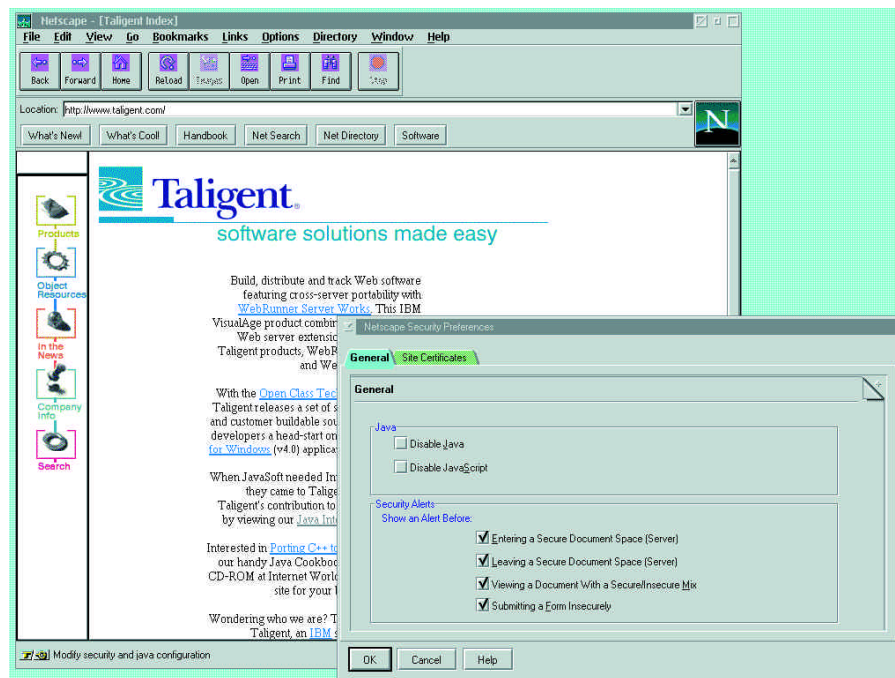 Netscape - [Taligent Index]
File Edit View Go Bookmarks Links Options Directory Window Help
Back Forward Home Reload Images Open Print Find Stop
Location: http://www.taligent.com/
What's New! What's Cool! Handbook Net Search Net Directory Software
N
Taligent®
software solutions made easy
Products
Object
Resources
In the
News
Company
Info
Search
Build, distribute and track Web software
featuring cross-server portability with
WebRunner Server Works. This IBM
VisualAge product combin
Web server extensio
Taligent products, WebR
and We
With the Open Class Tec
Taligent releases a set of s
and customer buildable sou
developers a head-start on
for Windows (v4.0) applica
When JavaSoft needed Int
they came to Talige
Taligent's contribution to
by viewing our Java Int
Interested in Porting C++ to
our handy Java Cookboo
CD-ROM at Internet World
site for your
Wondering who we are? T
Taligent, an IBM s
Modify security and java configuration
Netscape Security Preferences
General Site Certificates
General
Java
Disable Java
Disable JavaScript
Security Alerts
Show an Alert Before:
Entering a Secure Document Space (Server)
Leaving a Secure Document Space (Server)
Viewing a Document With a Secure/Insecure Mix
Submitting a Form Insecurely
OK Cancel Help